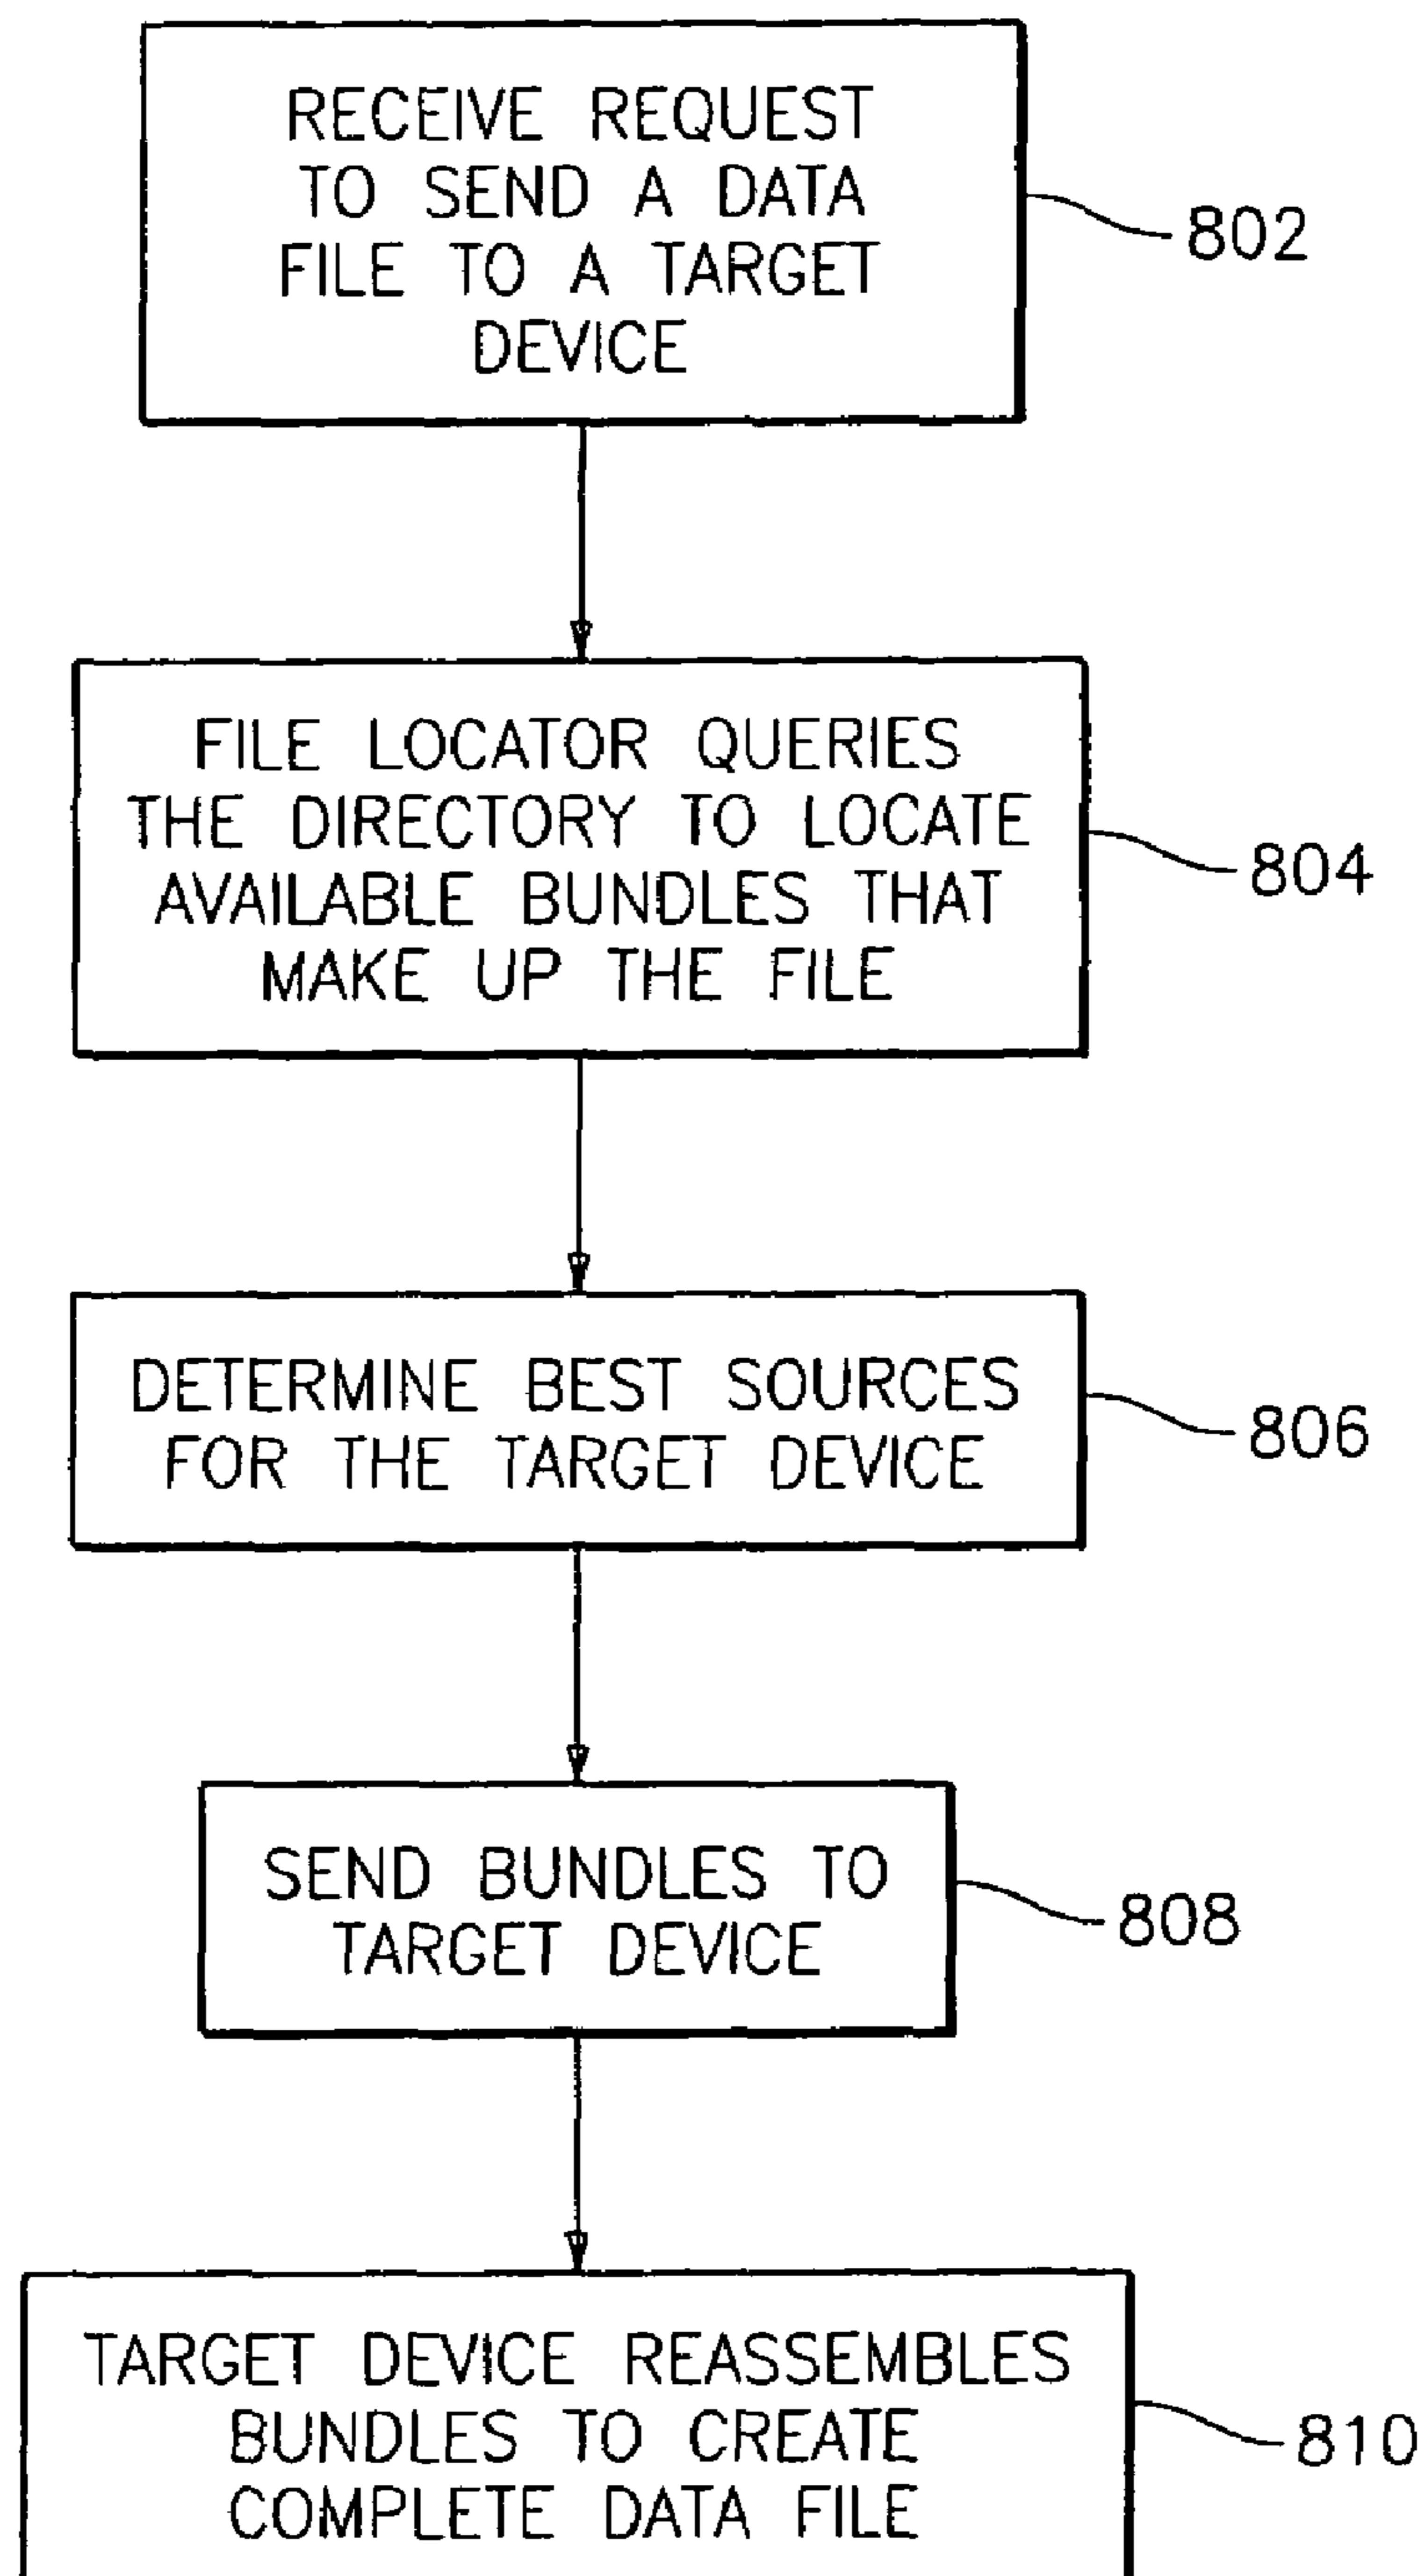 RECEIVE REQUEST
TO SEND A DATA
FILE TO A TARGET
DEVICE
802
FILE LOCATOR QUERIES
THE DIRECTORY TO LOCATE
AVAILABLE BUNDLES THAT
MAKE UP THE FILE
804
DETERMINE BEST SOURCES
FOR THE TARGET DEVICE
806
SEND BUNDLES TO
TARGET DEVICE
808
TARGET DEVICE REASSEMBLES
BUNDLES TO CREATE
COMPLETE DATA FILE
810